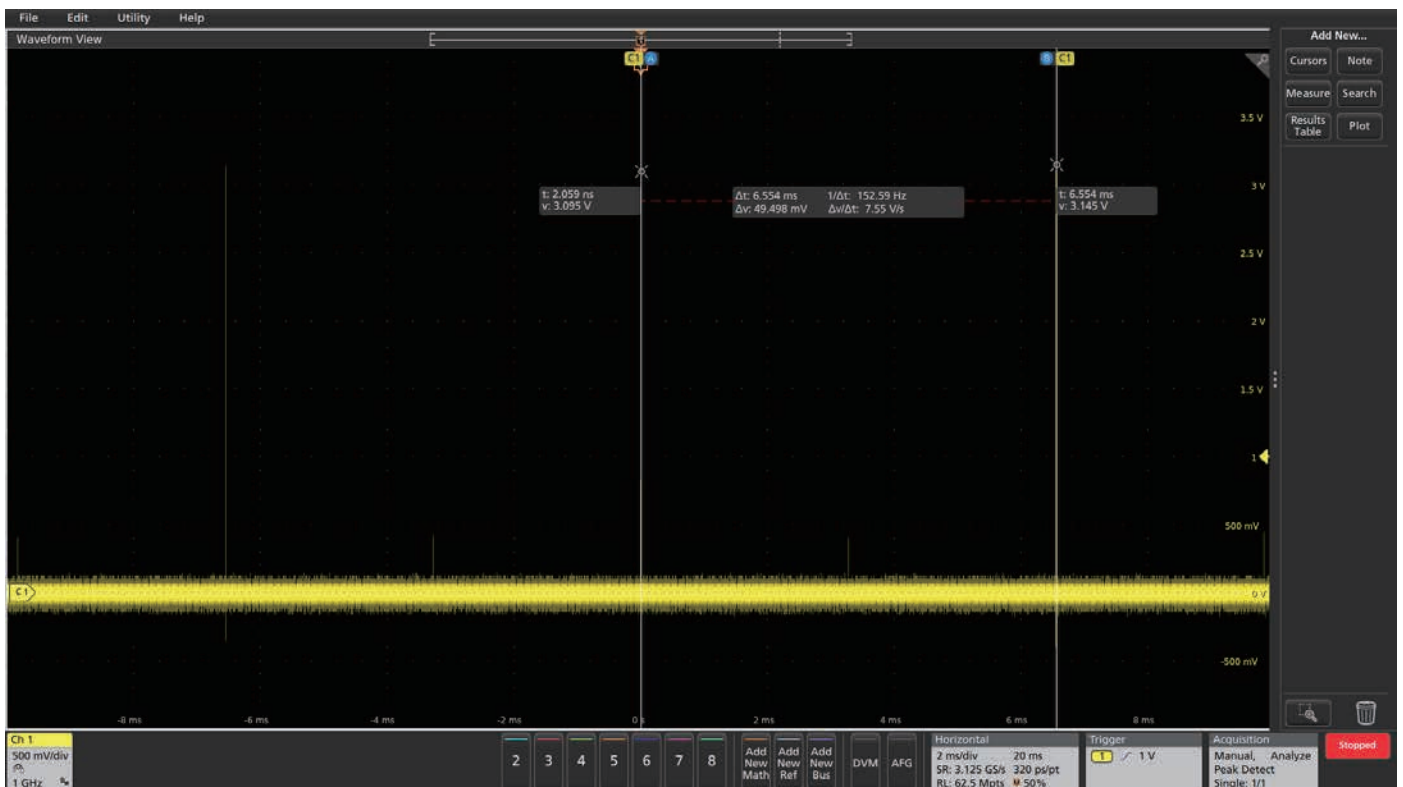 File Edit Utility Help
Waveform View
Add New...
C1 A
B C1
Cursors Note
Measure Search
Results Table Plot
3.5 V
3 V
t: 2.059 ns
v: 3.095 V
Δt: 6.554 ms 1/Δt: 152.59 Hz
Δv: 49.498 mV Δv/Δt: 7.55 V/s
t: 6.554 ms
v: 3.145 V
2.5 V
2 V
1.5 V
1
500 mV
C1
0 V
-500 mV
-8 ms -6 ms -4 ms -2 ms 0 s 2 ms 4 ms 6 ms 8 ms
Ch 1
500 mV/div
1 GHz
2 3 4 5 6 7 8
Add New Math
Add New Ref
Add New Bus
DVM AFG
Horizontal
2 ms/div 20 ms
SR: 3.125 GS/s 320 ps/pt
RL: 62.5 Mpts 50%
Trigger
1 1 V
Acquisition
Manual, Analyze
Peak Detect
Single: 1/1
Stopped